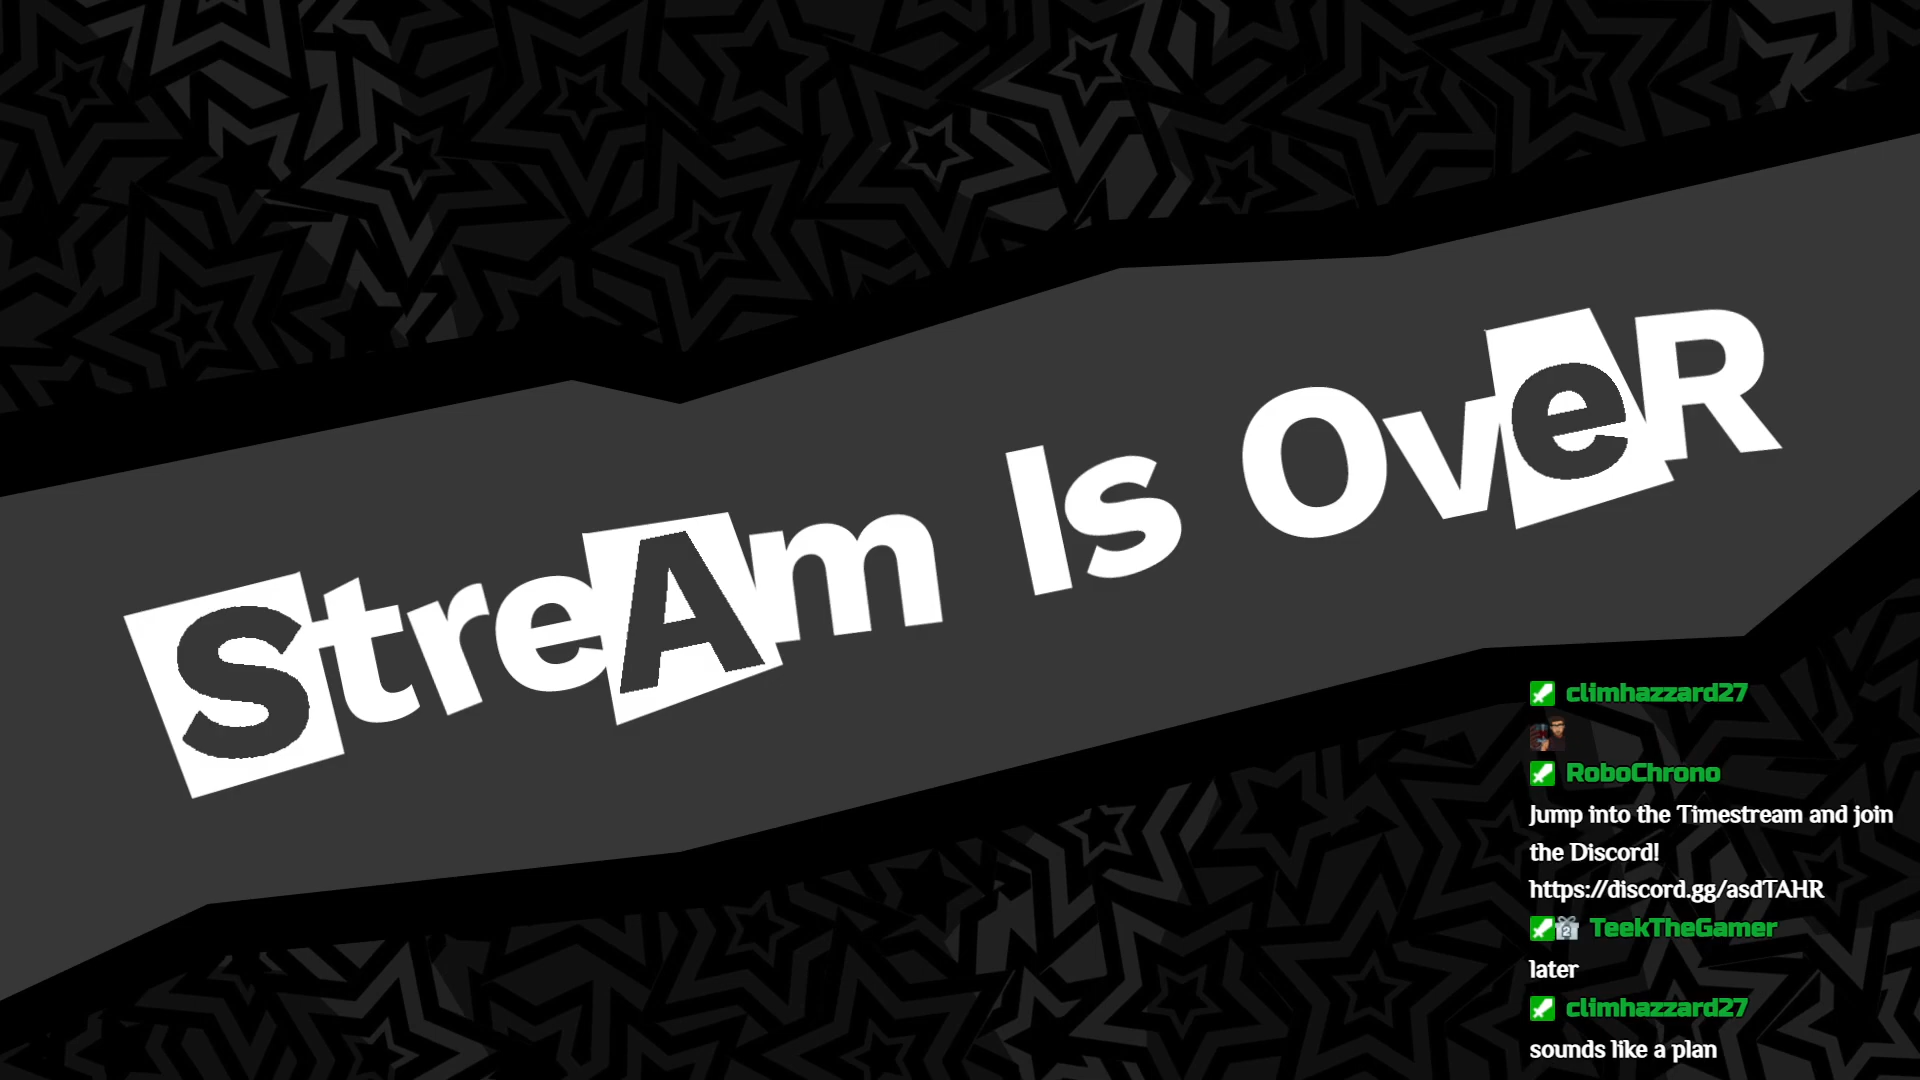 StreAm Is OveR
climhazzard27
RoboChrono
Jump into the Timestream and join
the Discord!
https://discord.gg/asdTAHR
2 TeekTheGamer
later
climhazzard27
sounds like a plan